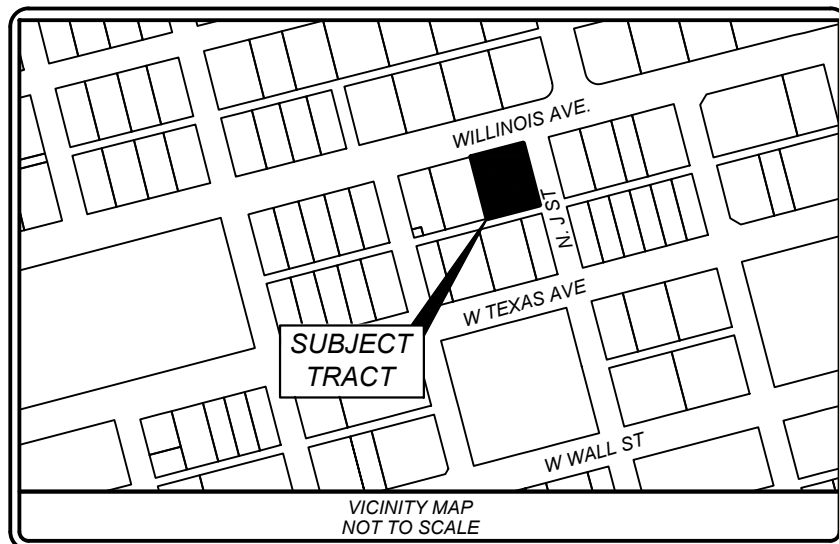 WILLINOIS AVE.
N. J ST
W TEXAS AVE
SUBJECT
TRACT
W WALL ST
VICINITY MAP
NOT TO SCALE